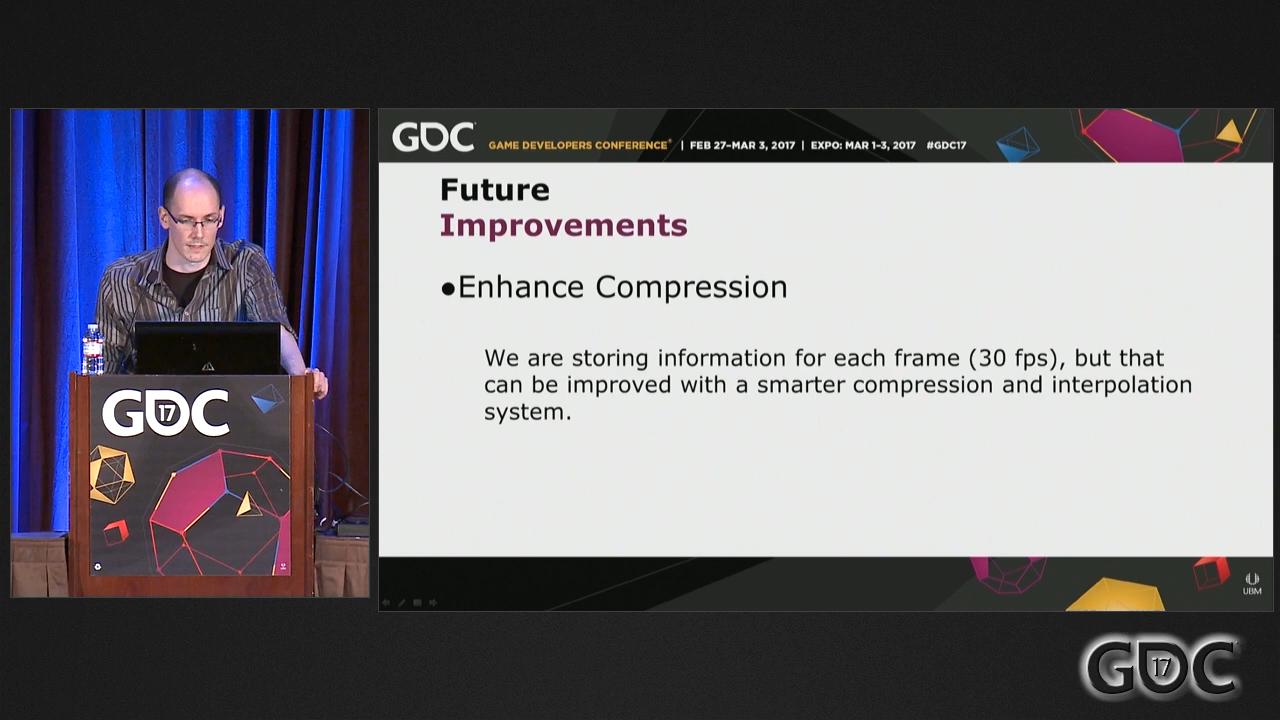 GDC
GAME DEVELOPERS CONFERENCE® | FEB 27–MAR 3, 2017 | EXPO: MAR 1–3, 2017 #GDC17
Future
Improvements
●Enhance Compression
We are storing information for each frame (30 fps), but that
can be improved with a smarter compression and interpolation
system.
UBM
GDC
17
GDC
17